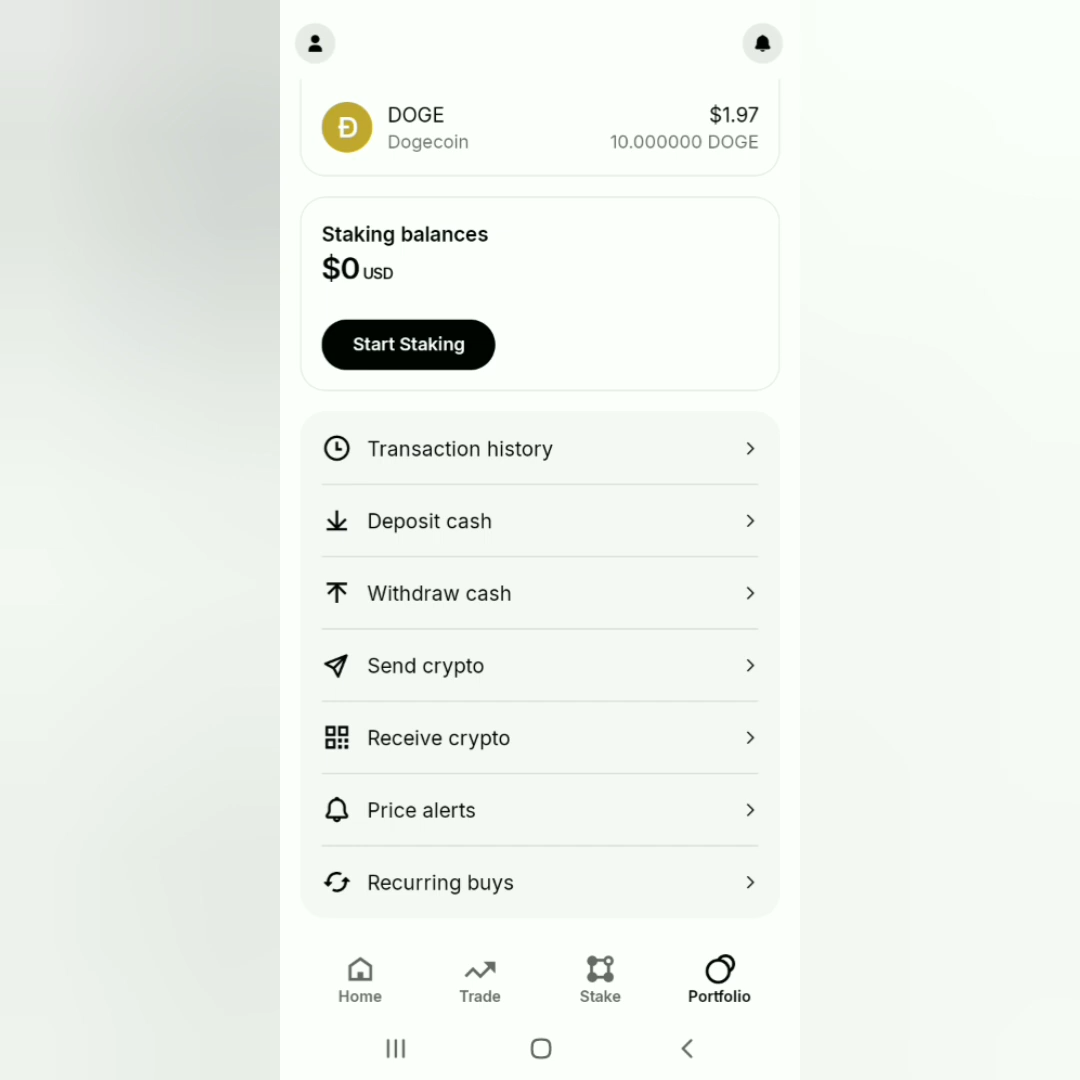 DOGE $1.97
Dogecoin 10.000000 DOGE
Staking balances
$0 USD
Start Staking
Transaction history
Deposit cash
Withdraw cash
Send crypto
Receive crypto
Price alerts
Recurring buys
Home Trade Stake Portfolio